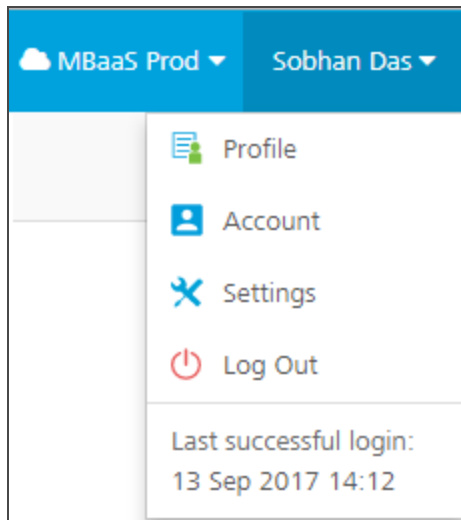 MBaaS Prod Sobhan Das
Profile
Account
Settings
Log Out
Last successful login:
13 Sep 2017 14:12